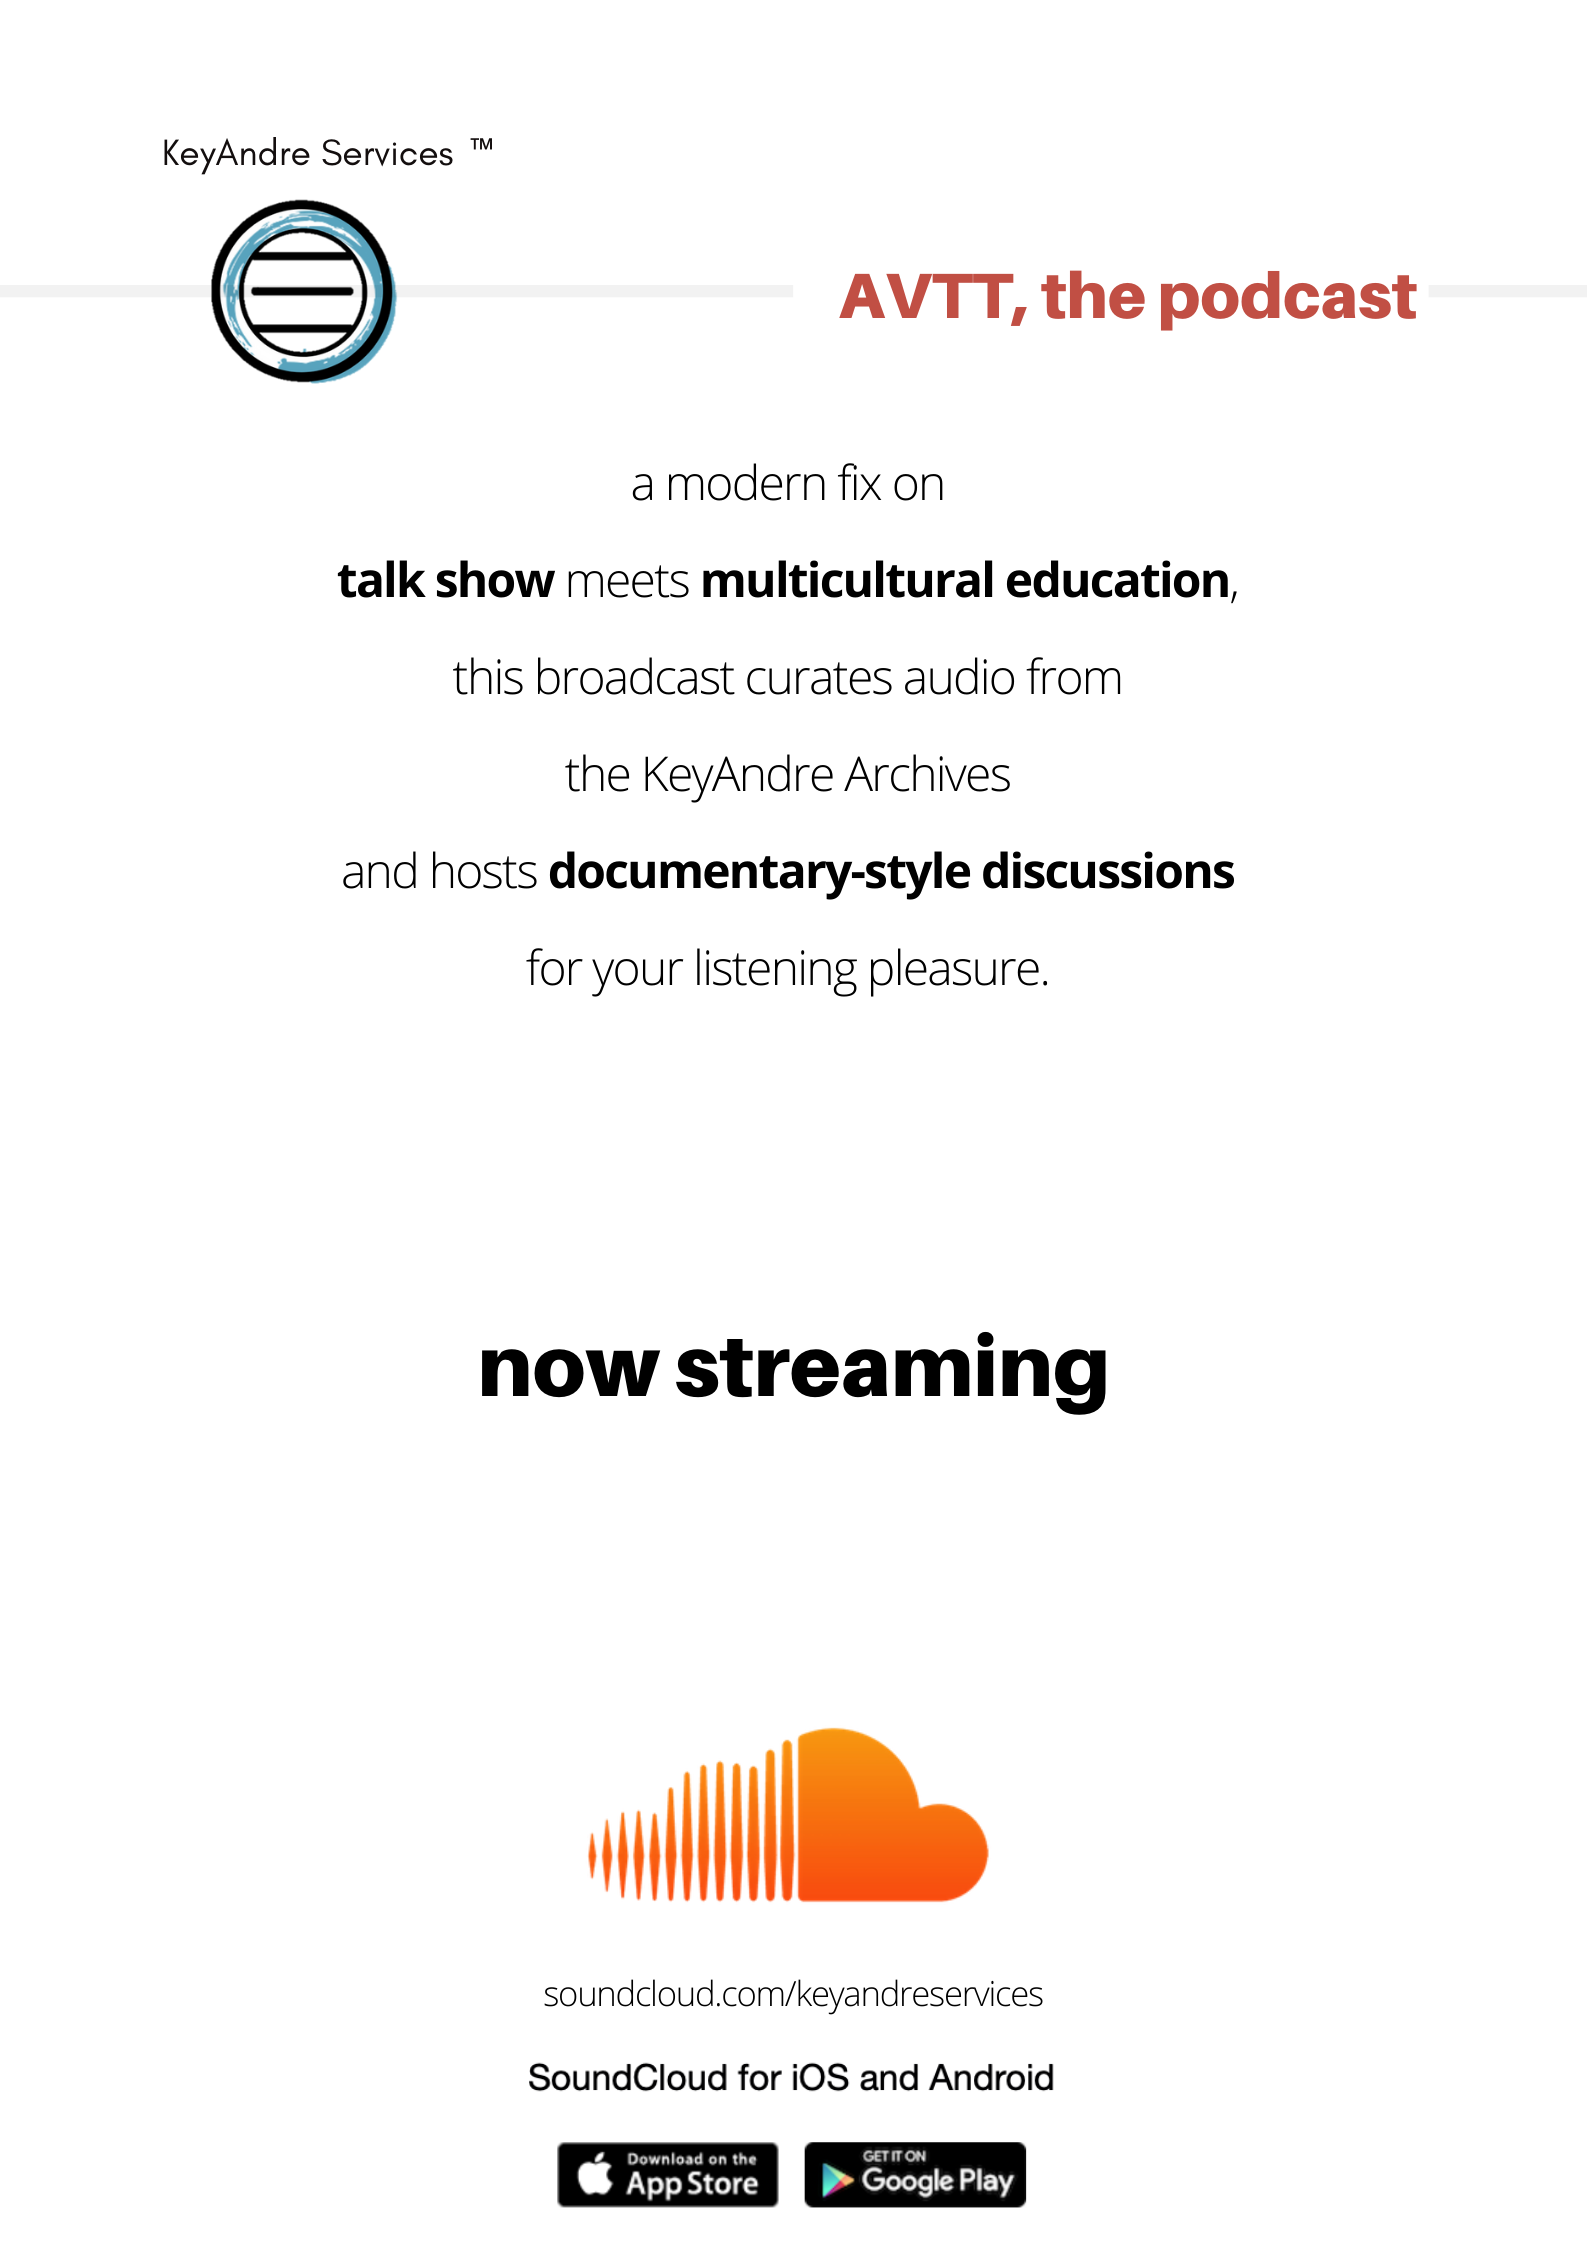 KeyAndre Services ™
AVTT, the podcast
a modern fix on
talk show meets multicultural education,
this broadcast curates audio from
the KeyAndre Archives
and hosts documentary-style discussions
for your listening pleasure.
now streaming
soundcloud.com/keyandreservices
SoundCloud for iOS and Android
Download on the
App Store
GET IT ON
Google Play